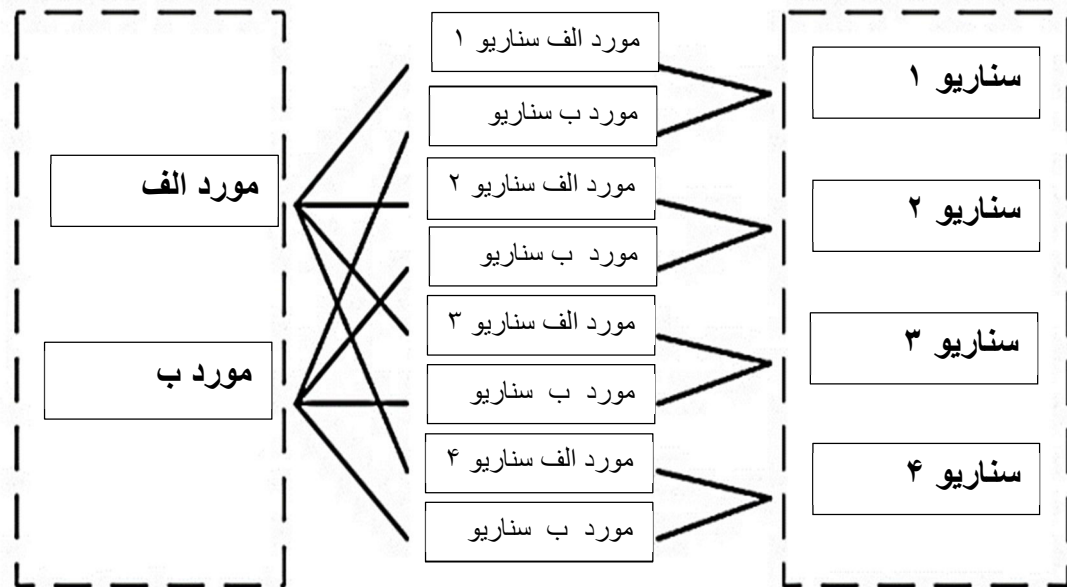 سناریو ۱
سناریو ۲
سناریو ۳
سناریو ۴
مورد الف سناریو ۱
مورد ب سناریو
مورد الف سناریو ۲
مورد ب سناریو
مورد الف سناریو ۳
مورد ب سناریو
مورد الف سناریو ۴
مورد ب سناریو
مورد الف
مورد ب